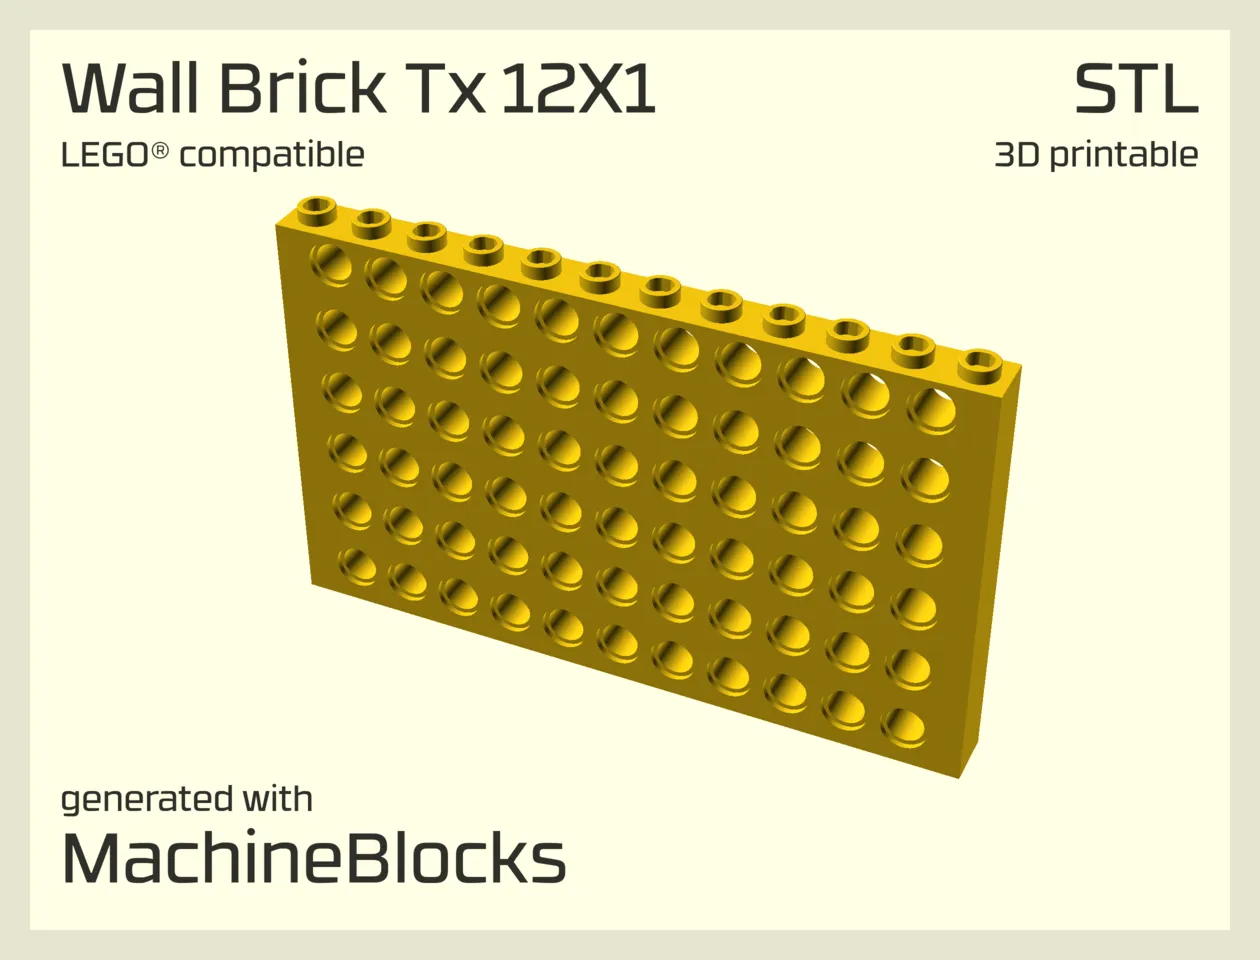 Wall Brick Tx 12X1
STL
LEGO® compatible
3D printable
generated with
MachineBlocks